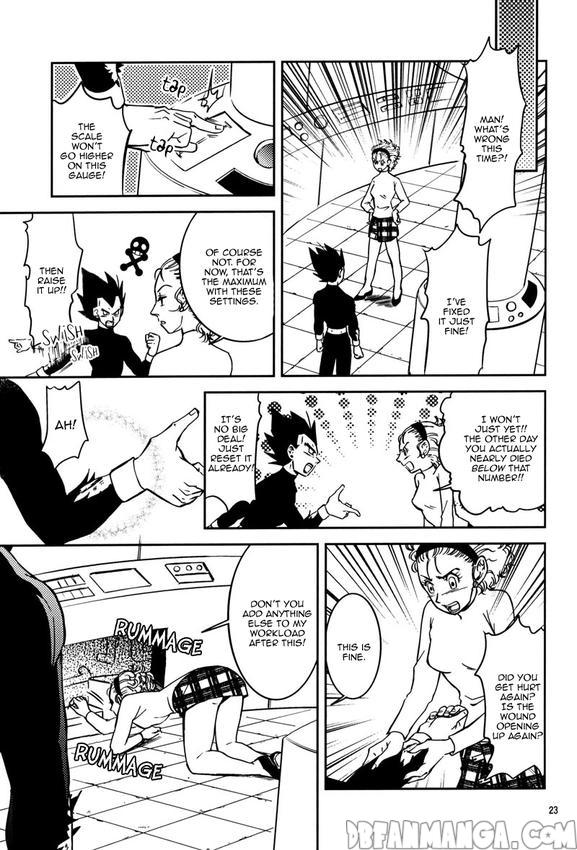 MAN!
WHAT'S
WRONG
THIS
TIME?!
I'VE
FIXED IT
JUST FINE!
tap
tap
THE
SCALE
WON'T
GO HIGHER
ON THIS
GAUGE!
OF COURSE
NOT. FOR
NOW, THAT'S
THE MAXIMUM
WITH THESE
SETTINGS.
THEN
RAISE
IT UP!!
SWiSH
SWiSH
I WON'T
JUST YET!!
THE OTHER
DAY YOU
ACTUALLY
NEARLY DIED
BELOW THAT
NUMBER!!
IT'S
NO BIG
DEAL!
JUST
RESET IT
ALREADY!
AH!
DID YOU
GET HURT
AGAIN?
IS THE
WOUND
OPENING
UP AGAIN?
THIS IS
FINE.
DON'T YOU
ADD ANYTHING
ELSE TO MY
WORKLOAD
AFTER THIS!
RUMMAGE
RUMMAGE
23
DBFANMANGA.COM